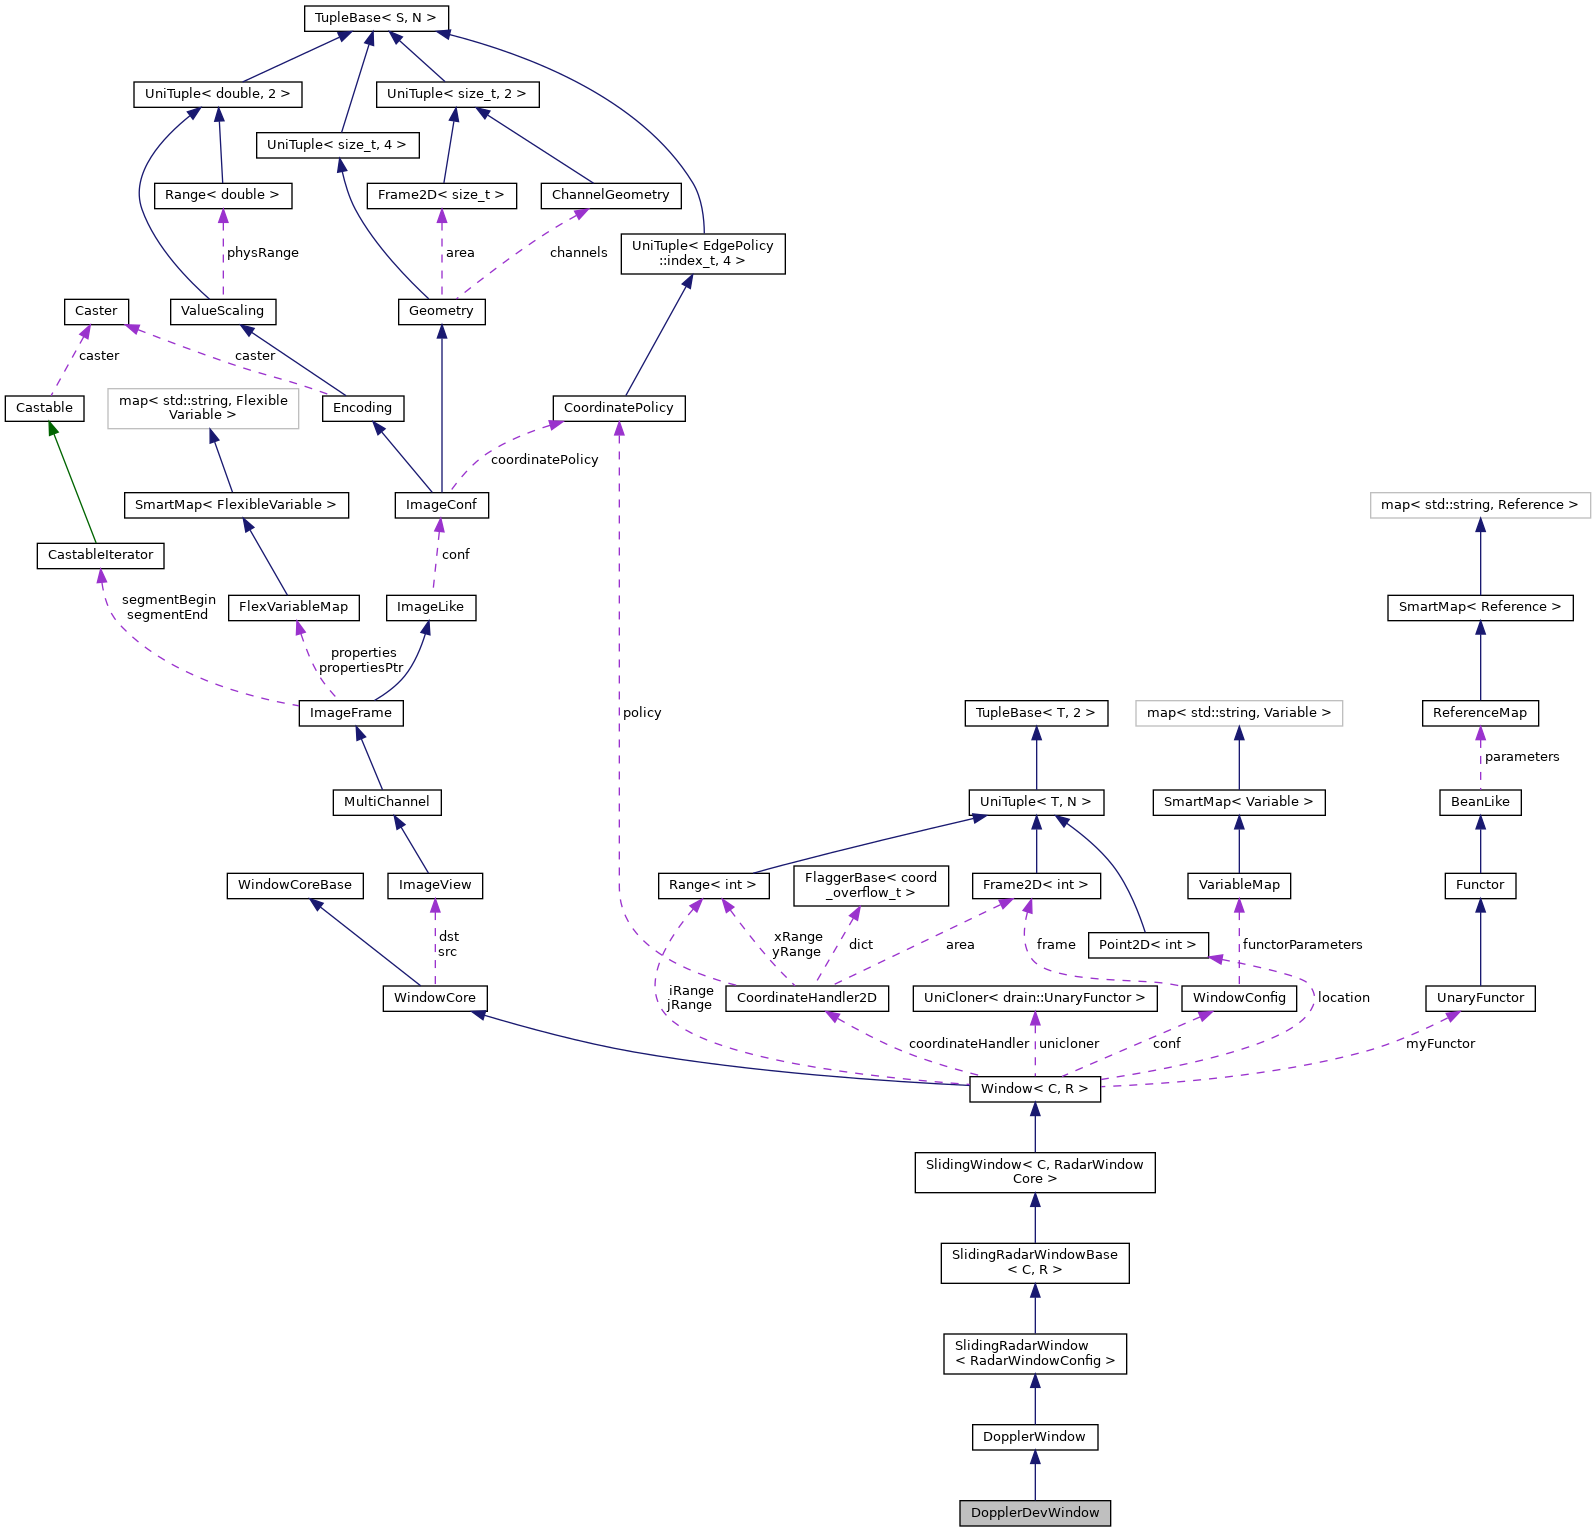 TupleBase< S, N >
UniTuple< double, 2 >
UniTuple< size_t, 2 >
UniTuple< size_t, 4 >
Range< double >
Frame2D< size_t >
ChannelGeometry
UniTuple< EdgePolicy
::index_t, 4 >
physRange
area
channels
Caster
ValueScaling
Geometry
caster
caster
map< std::string, Flexible
Variable >
Castable
Encoding
CoordinatePolicy
coordinatePolicy
SmartMap< FlexibleVariable >
ImageConf
map< std::string, Reference >
CastableIterator
conf
segmentBegin
segmentEnd
FlexVariableMap
ImageLike
SmartMap< Reference >
properties
propertiesPtr
ImageFrame
policy
TupleBase< T, 2 >
map< std::string, Variable >
ReferenceMap
parameters
MultiChannel
UniTuple< T, N >
SmartMap< Variable >
BeanLike
WindowCoreBase
ImageView
Range< int >
FlaggerBase< coord
_overflow_t >
Frame2D< int >
VariableMap
Functor
dst
src
xRange
yRange
dict
area
frame
Point2D< int >
functorParameters
WindowCore
iRange
jRange
CoordinateHandler2D
UniCloner< drain::UnaryFunctor >
WindowConfig
location
UnaryFunctor
coordinateHandler
unicloner
conf
myFunctor
Window< C, R >
SlidingWindow< C, RadarWindow
Core >
SlidingRadarWindowBase
< C, R >
SlidingRadarWindow
< RadarWindowConfig >
DopplerWindow
DopplerDevWindow